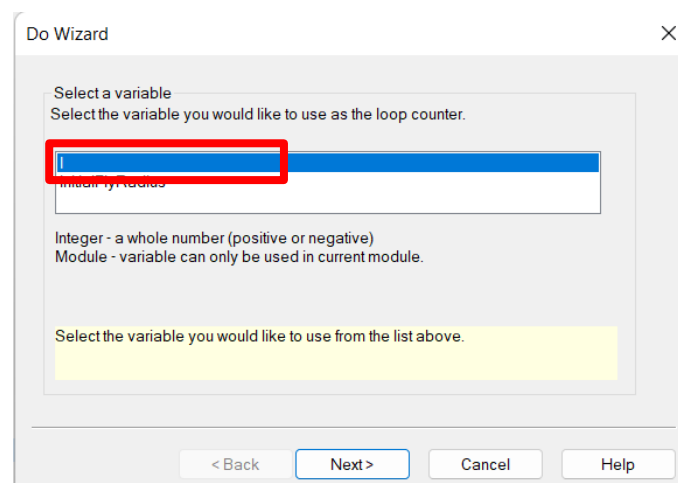 Do Wizard
Select a variable
Select the variable you would like to use as the loop counter.
I
InitialPlyRadius
Integer - a whole number (positive or negative)
Module - variable can only be used in current module.
Select the variable you would like to use from the list above.
< Back
Next >
Cancel
Help